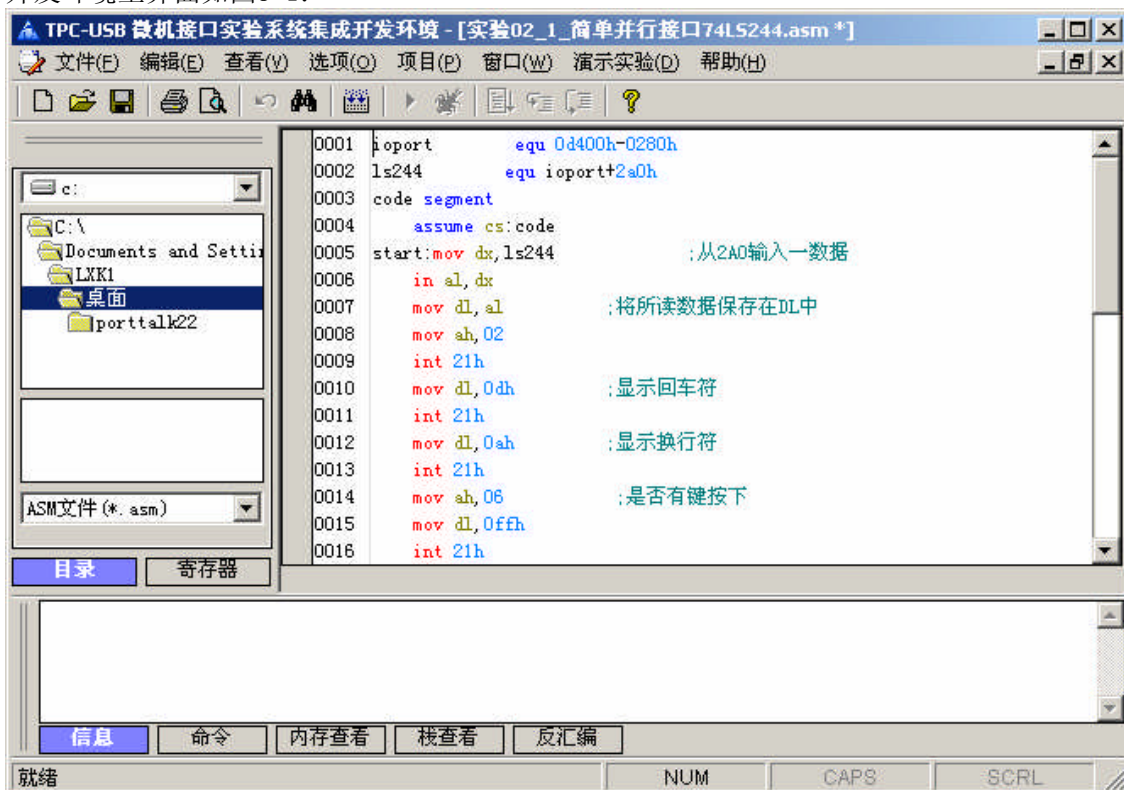 TPC-USB 微机接口实验系统集成开发环境 - [实验02_1_简单并行接口74LS244.asm *]
文件(F) 编辑(E) 查看(V) 选项(O) 项目(P) 窗口(W) 演示实验(D) 帮助(H)
c:
C:\
Documents and Settin
LXK1
桌面
porttalk22
ASM文件(*.asm)
目录 寄存器
0001 ioport equ 0d400h-0280h
0002 ls244 equ ioport+2a0h
0003 code segment
0004 assume cs:code
0005 start:mov dx,ls244 ;从2A0输入一数据
0006 in al,dx
0007 mov dl,al ;将所读数据保存在DL中
0008 mov ah,02
0009 int 21h
0010 mov dl,0dh ;显示回车符
0011 int 21h
0012 mov dl,0ah ;显示换行符
0013 int 21h
0014 mov ah,06 ;是否有键按下
0015 mov dl,0ffh
0016 int 21h
信息 命令 内存查看 栈查看 反汇编
就绪 NUM CAPS SCRL